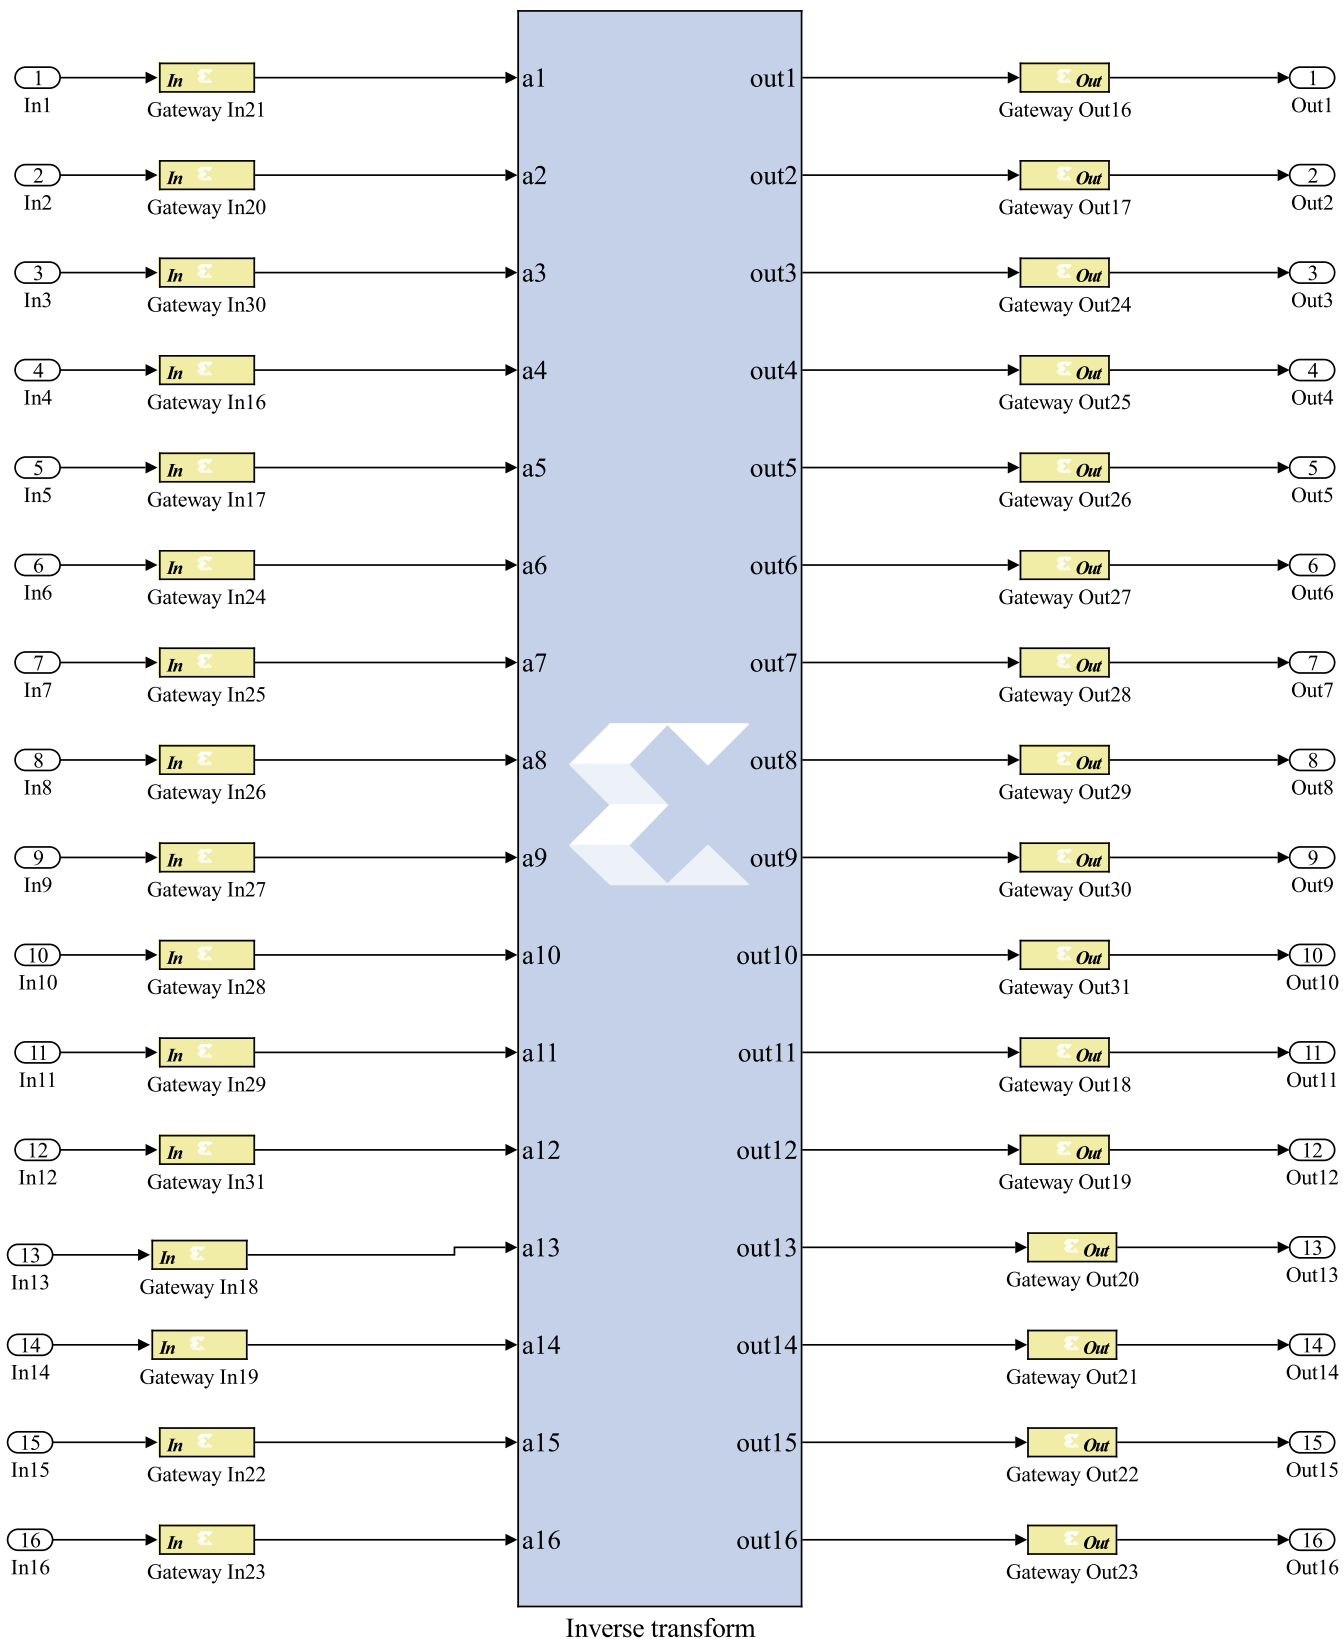 1 In a1 out1 Out 1
In1 Gateway In21 Gateway Out16 Out1
2 In a2 out2 Out 2
In2 Gateway In20 Gateway Out17 Out2
3 In a3 out3 Out 3
In3 Gateway In30 Gateway Out24 Out3
4 In a4 out4 Out 4
In4 Gateway In16 Gateway Out25 Out4
5 In a5 out5 Out 5
In5 Gateway In17 Gateway Out26 Out5
6 In a6 out6 Out 6
In6 Gateway In24 Gateway Out27 Out6
7 In a7 out7 Out 7
In7 Gateway In25 Gateway Out28 Out7
8 In a8 out8 Out 8
In8 Gateway In26 Gateway Out29 Out8
9 In a9 out9 Out 9
In9 Gateway In27 Gateway Out30 Out9
10 In a10 out10 Out 10
In10 Gateway In28 Gateway Out31 Out10
11 In a11 out11 Out 11
In11 Gateway In29 Gateway Out18 Out11
12 In a12 out12 Out 12
In12 Gateway In31 Gateway Out19 Out12
13 In a13 out13 Out 13
In13 Gateway In18 Gateway Out20 Out13
14 In a14 out14 Out 14
In14 Gateway In19 Gateway Out21 Out14
15 In a15 out15 Out 15
In15 Gateway In22 Gateway Out22 Out15
16 In a16 out16 Out 16
In16 Gateway In23 Gateway Out23 Out16
Inverse transform